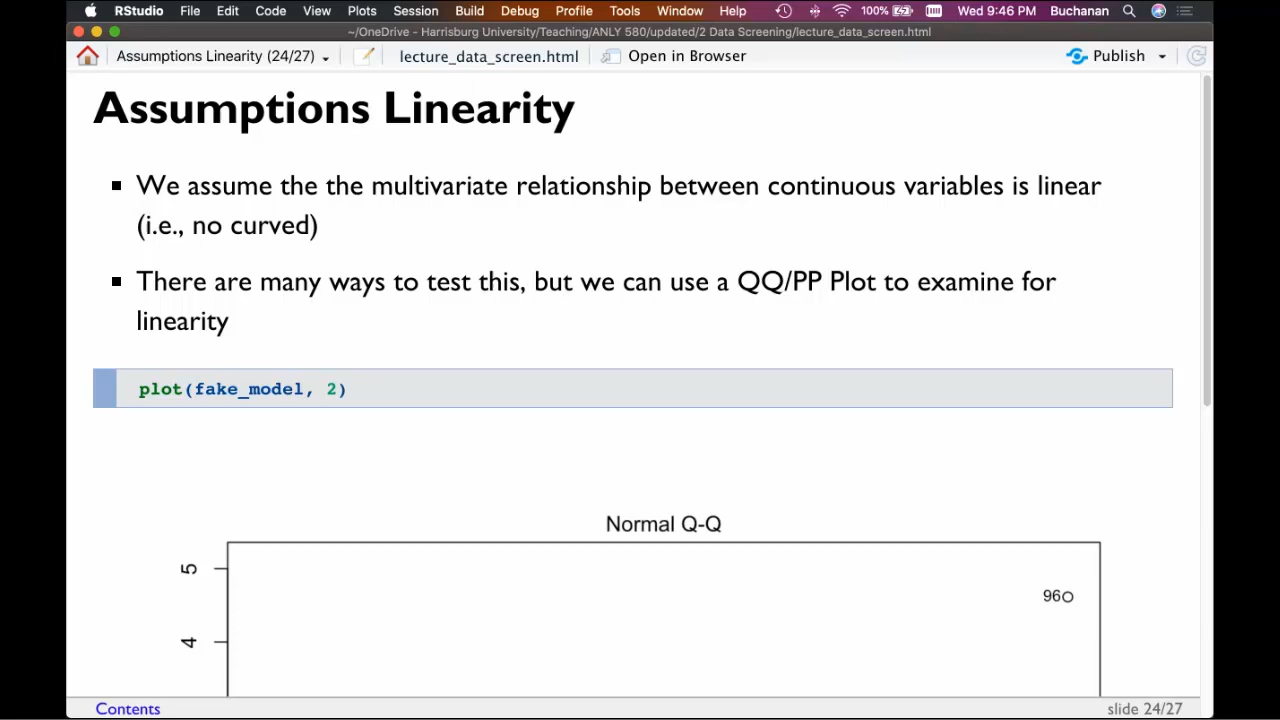 RStudio File Edit Code View Plots Session Build Debug Profile Tools Window Help 100% Wed 9:46 PM Buchanan
~/OneDrive - Harrisburg University/Teaching/ANLY 580/updated/2 Data Screening/lecture_data_screen.html
Assumptions Linearity (24/27) lecture_data_screen.html Open in Browser Publish
Assumptions Linearity
We assume the the multivariate relationship between continuous variables is linear
(i.e., no curved)
There are many ways to test this, but we can use a QQ/PP Plot to examine for
linearity
plot(fake_model, 2)
Normal Q-Q
5
96
4
Contents slide 24/27